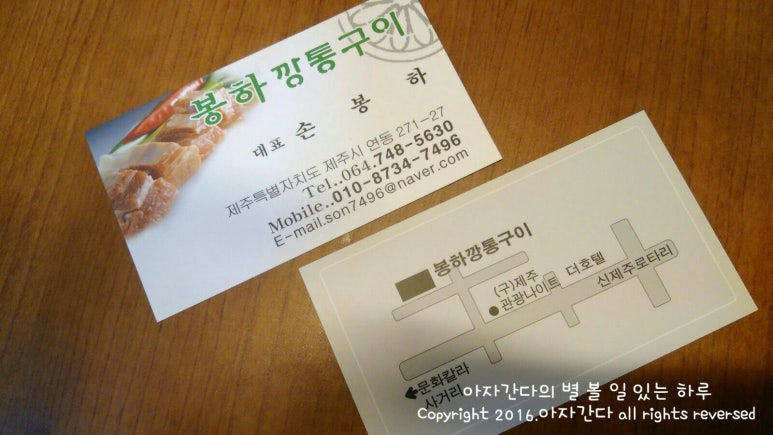 봉하깡통구이
대표 손 봉 하
제주특별자치도 제주시 연동 271-27
Tel..064.748-5630
Mobile..010-8734-7496
E-mail.son7496@naver.com
봉하깡통구이
(구)제주
관광나이트
더호텔
신제주로타리
문화칼라
사거리
아자간다의 별 볼 일 있는 하루
Copyright 2016.아자간다 all rights reversed